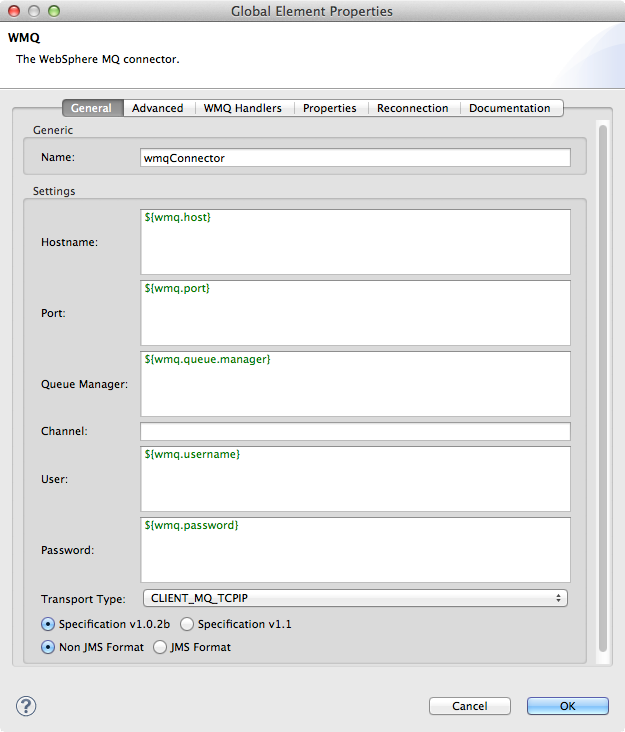 Global Element Properties
WMQ
The WebSphere MQ connector.
General Advanced WMQ Handlers Properties Reconnection Documentation
Generic
Name: wmqConnector
Settings
${wmq.host}
Hostname:
${wmq.port}
Port:
${wmq.queue.manager}
Queue Manager:
Channel:
${wmq.username}
User:
${wmq.password}
Password:
Transport Type: CLIENT_MQ_TCPIP
Specification v1.0.2b Specification v1.1
Non JMS Format JMS Format
? Cancel OK